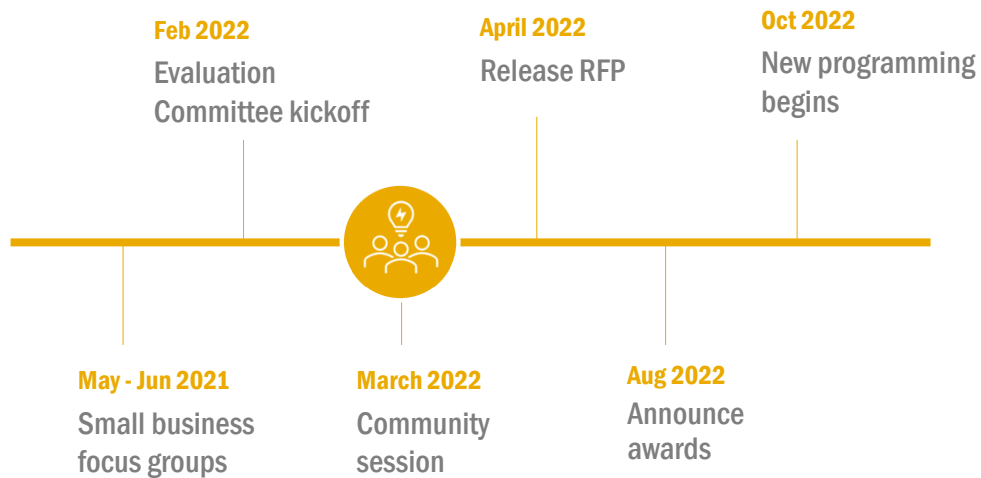 Feb 2022
Evaluation
Committee kickoff
April 2022
Release RFP
Oct 2022
New programming
begins
May - Jun 2021
Small business
focus groups
March 2022
Community
session
Aug 2022
Announce
awards